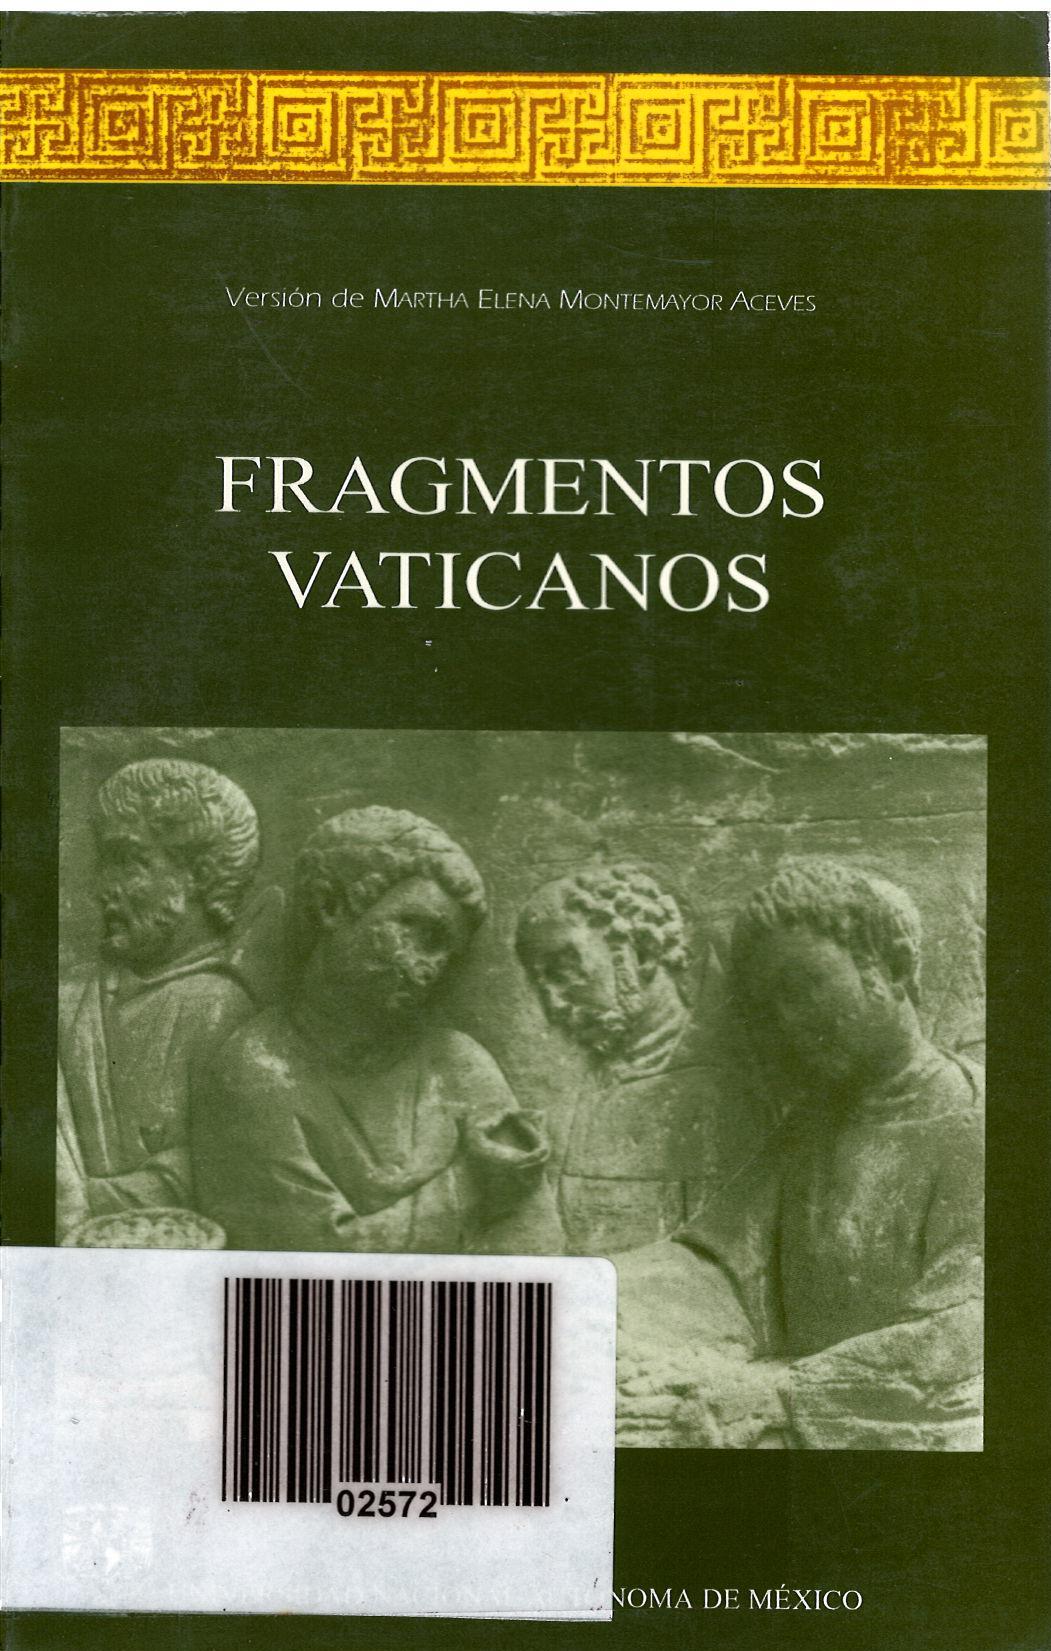 Versión de MARTHA ELENA MONTEMAYOR ACEVES
FRAGMENTOS
VATICANOS
02572
NOMA DE MÉXICO